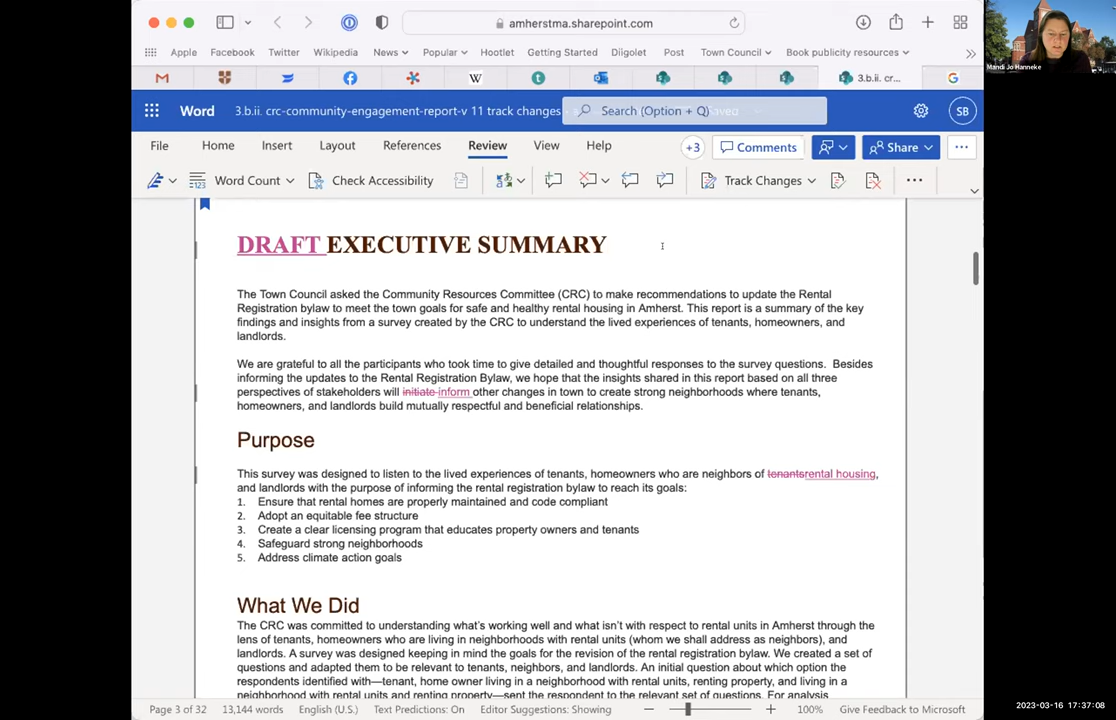 amherstma.sharepoint.com
Apple Facebook Twitter Wikipedia News Popular Hootlet Getting Started Diigolet Post Town Council Book publicity resources
3.b.ii. crc...
Word 3.b.ii. crc-community-engagement-report-v 11 track changes Search (Option + Q)
SB
File Home Insert Layout References Review View Help +3 Comments Share
Word Count Check Accessibility Track Changes
DRAFT EXECUTIVE SUMMARY
The Town Council asked the Community Resources Committee (CRC) to make recommendations to update the Rental
Registration bylaw to meet the town goals for safe and healthy rental housing in Amherst. This report is a summary of the key
findings and insights from a survey created by the CRC to understand the lived experiences of tenants, homeowners, and
landlords.
We are grateful to all the participants who took time to give detailed and thoughtful responses to the survey questions. Besides
informing the updates to the Rental Registration Bylaw, we hope that the insights shared in this report based on all three
perspectives of stakeholders will initiate inform other changes in town to create strong neighborhoods where tenants,
homeowners, and landlords build mutually respectful and beneficial relationships.
Purpose
This survey was designed to listen to the lived experiences of tenants, homeowners who are neighbors of tenantsrental housing,
and landlords with the purpose of informing the rental registration bylaw to reach its goals:
1. Ensure that rental homes are properly maintained and code compliant
2. Adopt an equitable fee structure
3. Create a clear licensing program that educates property owners and tenants
4. Safeguard strong neighborhoods
5. Address climate action goals
What We Did
The CRC was committed to understanding what's working well and what isn't with respect to rental units in Amherst through the
lens of tenants, homeowners who are living in neighborhoods with rental units (whom we shall address as neighbors), and
landlords. A survey was designed keeping in mind the goals for the revision of the rental registration bylaw. We created a set of
questions and adapted them to be relevant to tenants, neighbors, and landlords. An initial question about which option the
respondents identified with—tenant, home owner living in a neighborhood with rental units, renting property, and living in a
neighborhood with rental units and renting property—sent the respondent to the relevant set of questions. For analysis
Page 3 of 32 13,144 words English (U.S.) Text Predictions: On Editor Suggestions: Showing 100% Give Feedback to Microsoft
Mandi Jo Hanneke
2023-03-16 17:37:08